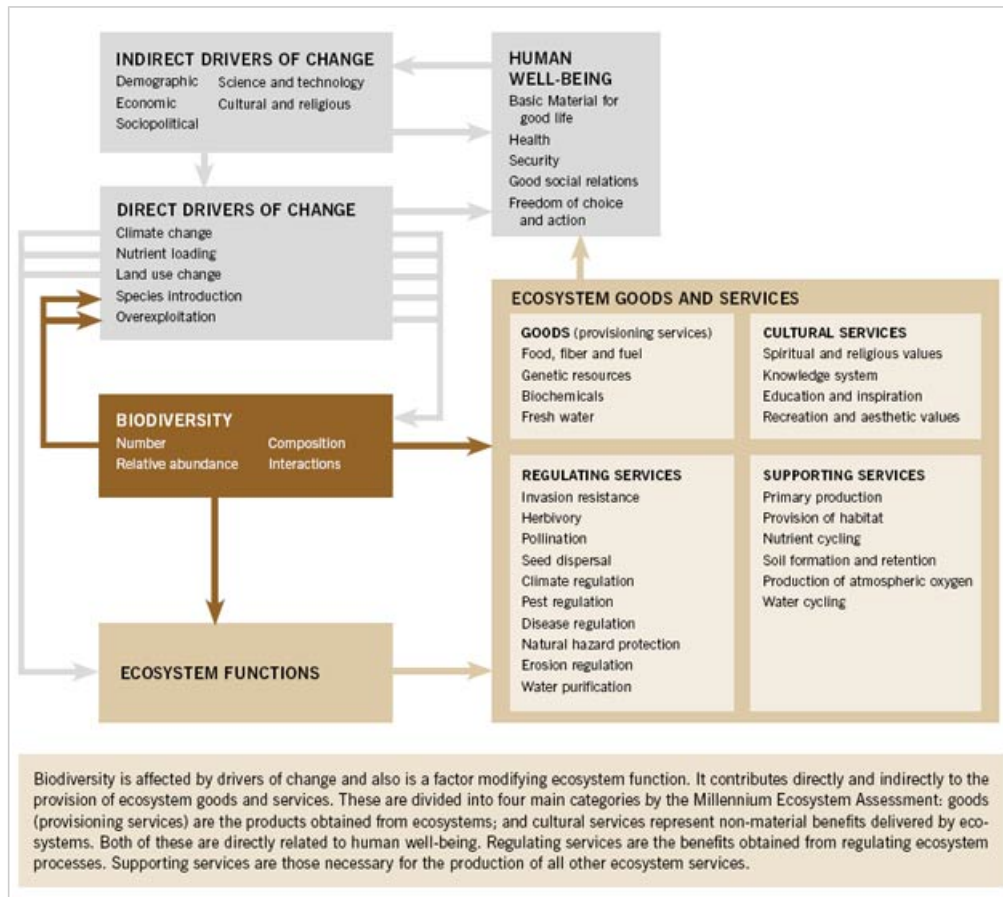 INDIRECT DRIVERS OF CHANGE
Demographic Science and technology
Economic Cultural and religious
Sociopolitical
HUMAN
WELL-BEING
Basic Material for
good life
Health
Security
Good social relations
Freedom of choice
and action
DIRECT DRIVERS OF CHANGE
Climate change
Nutrient loading
Land use change
Species introduction
Overexploitation
BIODIVERSITY
Number Composition
Relative abundance Interactions
ECOSYSTEM FUNCTIONS
ECOSYSTEM GOODS AND SERVICES
GOODS (provisioning services)
Food, fiber and fuel
Genetic resources
Biochemicals
Fresh water
CULTURAL SERVICES
Spiritual and religious values
Knowledge system
Education and inspiration
Recreation and aesthetic values
REGULATING SERVICES
Invasion resistance
Herbivory
Pollination
Seed dispersal
Climate regulation
Pest regulation
Disease regulation
Natural hazard protection
Erosion regulation
Water purification
SUPPORTING SERVICES
Primary production
Provision of habitat
Nutrient cycling
Soil formation and retention
Production of atmospheric oxygen
Water cycling
Biodiversity is affected by drivers of change and also is a factor modifying ecosystem function. It contributes directly and indirectly to the
provision of ecosystem goods and services. These are divided into four main categories by the Millennium Ecosystem Assessment: goods
(provisioning services) are the products obtained from ecosystems; and cultural services represent non-material benefits delivered by eco-
systems. Both of these are directly related to human well-being. Regulating services are the benefits obtained from regulating ecosystem
processes. Supporting services are those necessary for the production of all other ecosystem services.